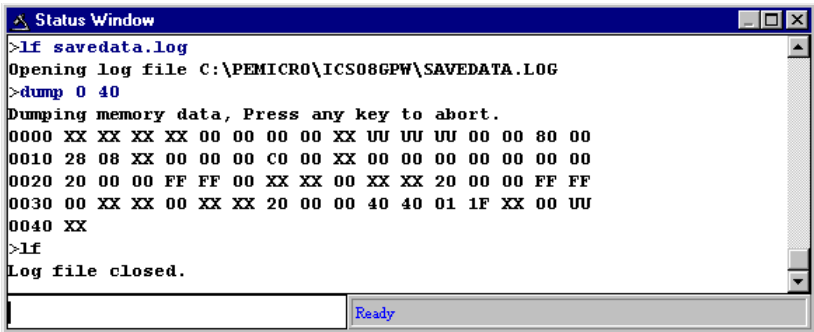 Status Window
>lf savedata.log
Opening log file C:\PEMICRO\ICS08GPW\SAVEDATA.LOG
>dump 0 40
Dumping memory data, Press any key to abort.
0000 XX XX XX XX 00 00 00 00 XX UU UU UU 00 00 80 00
0010 28 08 XX 00 00 00 C0 00 XX 00 00 00 00 00 00 00
0020 20 00 00 FF FF 00 XX XX 00 XX XX 20 00 00 FF FF
0030 00 XX XX 00 XX XX 20 00 00 40 40 01 1F XX 00 UU
0040 XX
>lf
Log file closed.
Ready